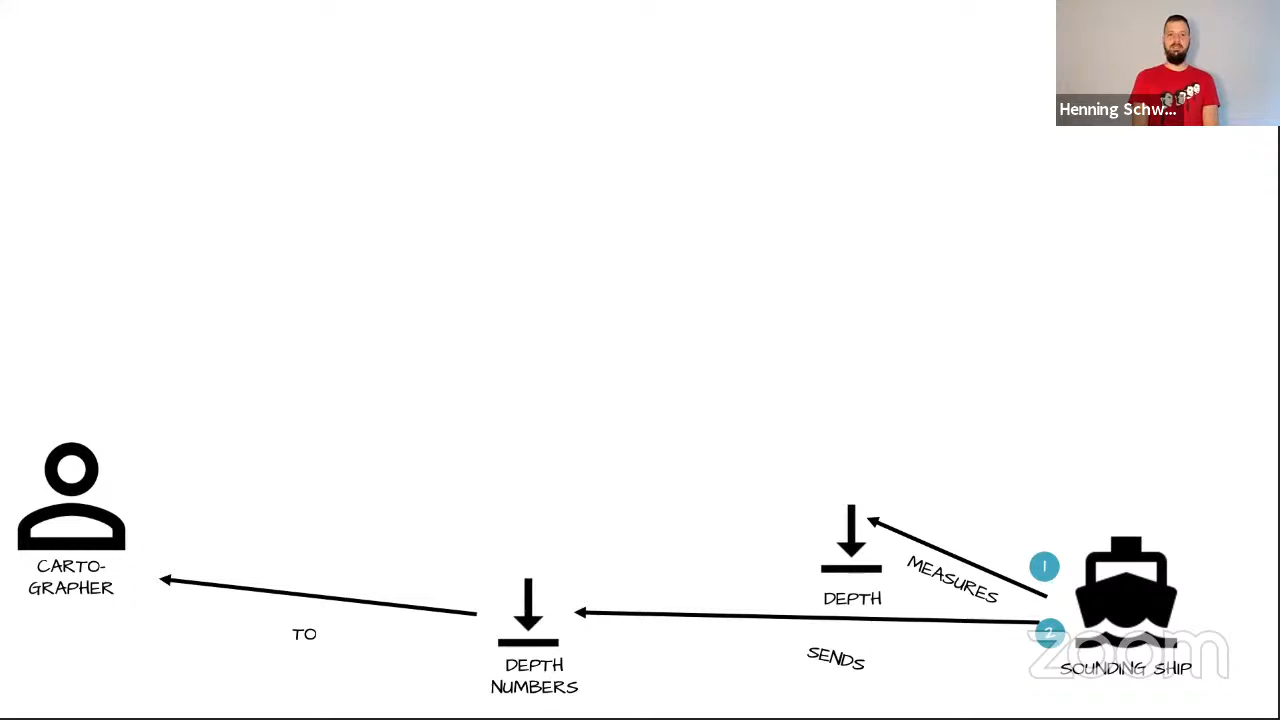 Henning Schw...
CARTO-
GRAPHER
TO
DEPTH
NUMBERS
DEPTH
MEASURES
SENDS
1
2
SOUNDING SHIP
zoom